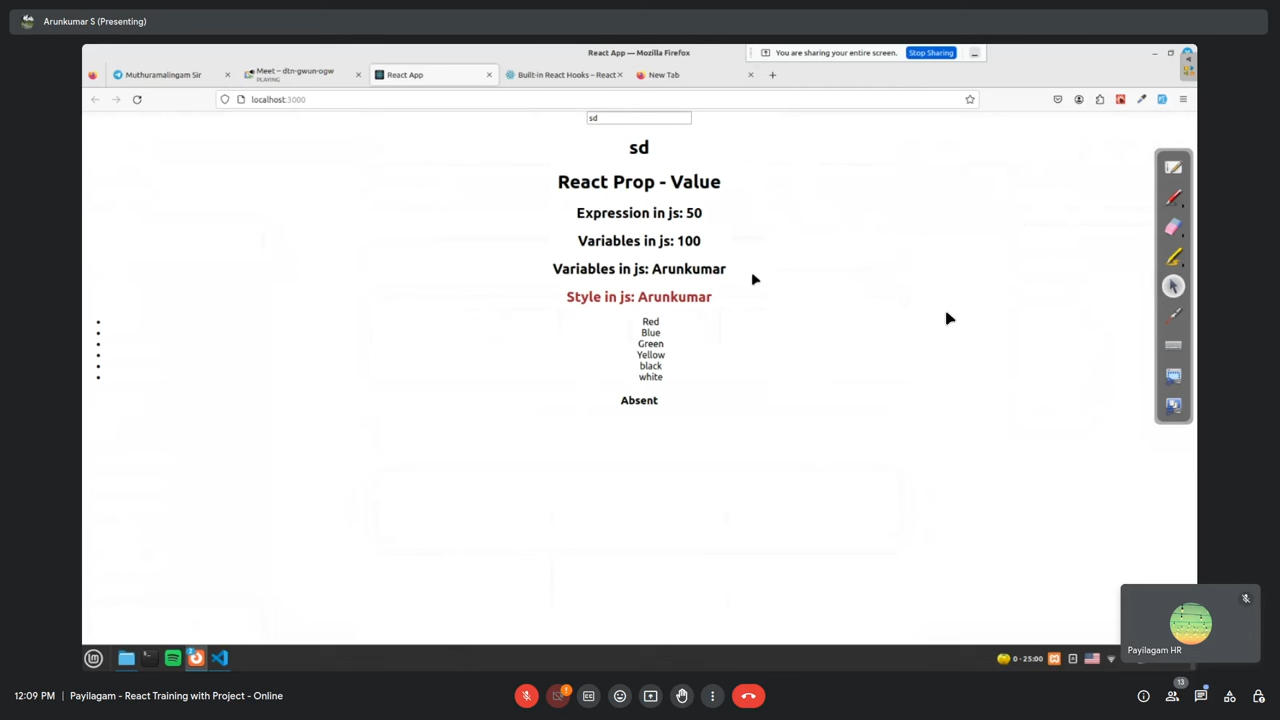 Arunkumar S (Presenting)
React App — Mozilla Firefox
You are sharing your entire screen.
Stop Sharing
Muthuramalingam Sir
Meet – dtn-gwun-ogw
PLAYING
React App
Built-in React Hooks – React
New Tab
localhost:3000
sd
sd
React Prop - Value
Expression in js: 50
Variables in js: 100
Variables in js: Arunkumar
Style in js: Arunkumar
Red
Blue
Green
Yellow
black
white
Absent
Payilagam HR
0 - 25:00
12:09 PM | Payilagam - React Training with Project - Online
13